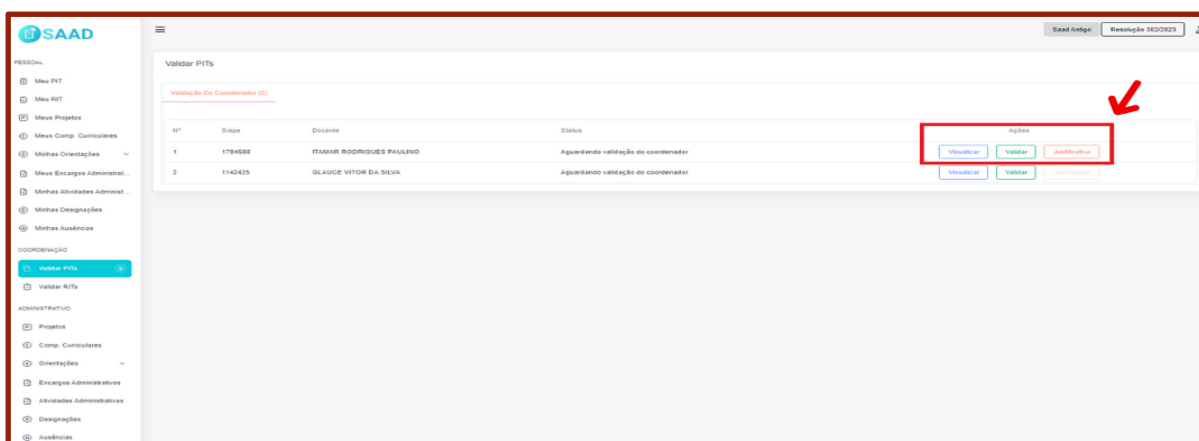 SAAD
Saad Antigo
Resolução 302/2023
PESSOAL
Meu PIT
Meu RIT
Meus Projetos
Meus Comp. Curriculares
Minhas Orientações
Meus Encargos Administrat...
Minhas Atividades Administ...
Minhas Designações
Minhas Ausências
COORDENAÇÃO
Validar PITs 2
Validar RITs
ADMINISTRATIVO
Projetos
Comp. Curriculares
Orientações
Encargos Administrativos
Atividades Administrativas
Designações
Ausências
Validar PITs
Validação Do Coordenador (2)
Nº Siape Docente Status Ações
1 1794598 ITAMAR RODRIGUES PAULINO Aguardando validação do coordenador Visualizar Validar Justificativa
2 1142425 GLAUCE VITOR DA SILVA Aguardando validação do coordenador Visualizar Validar Justificativa